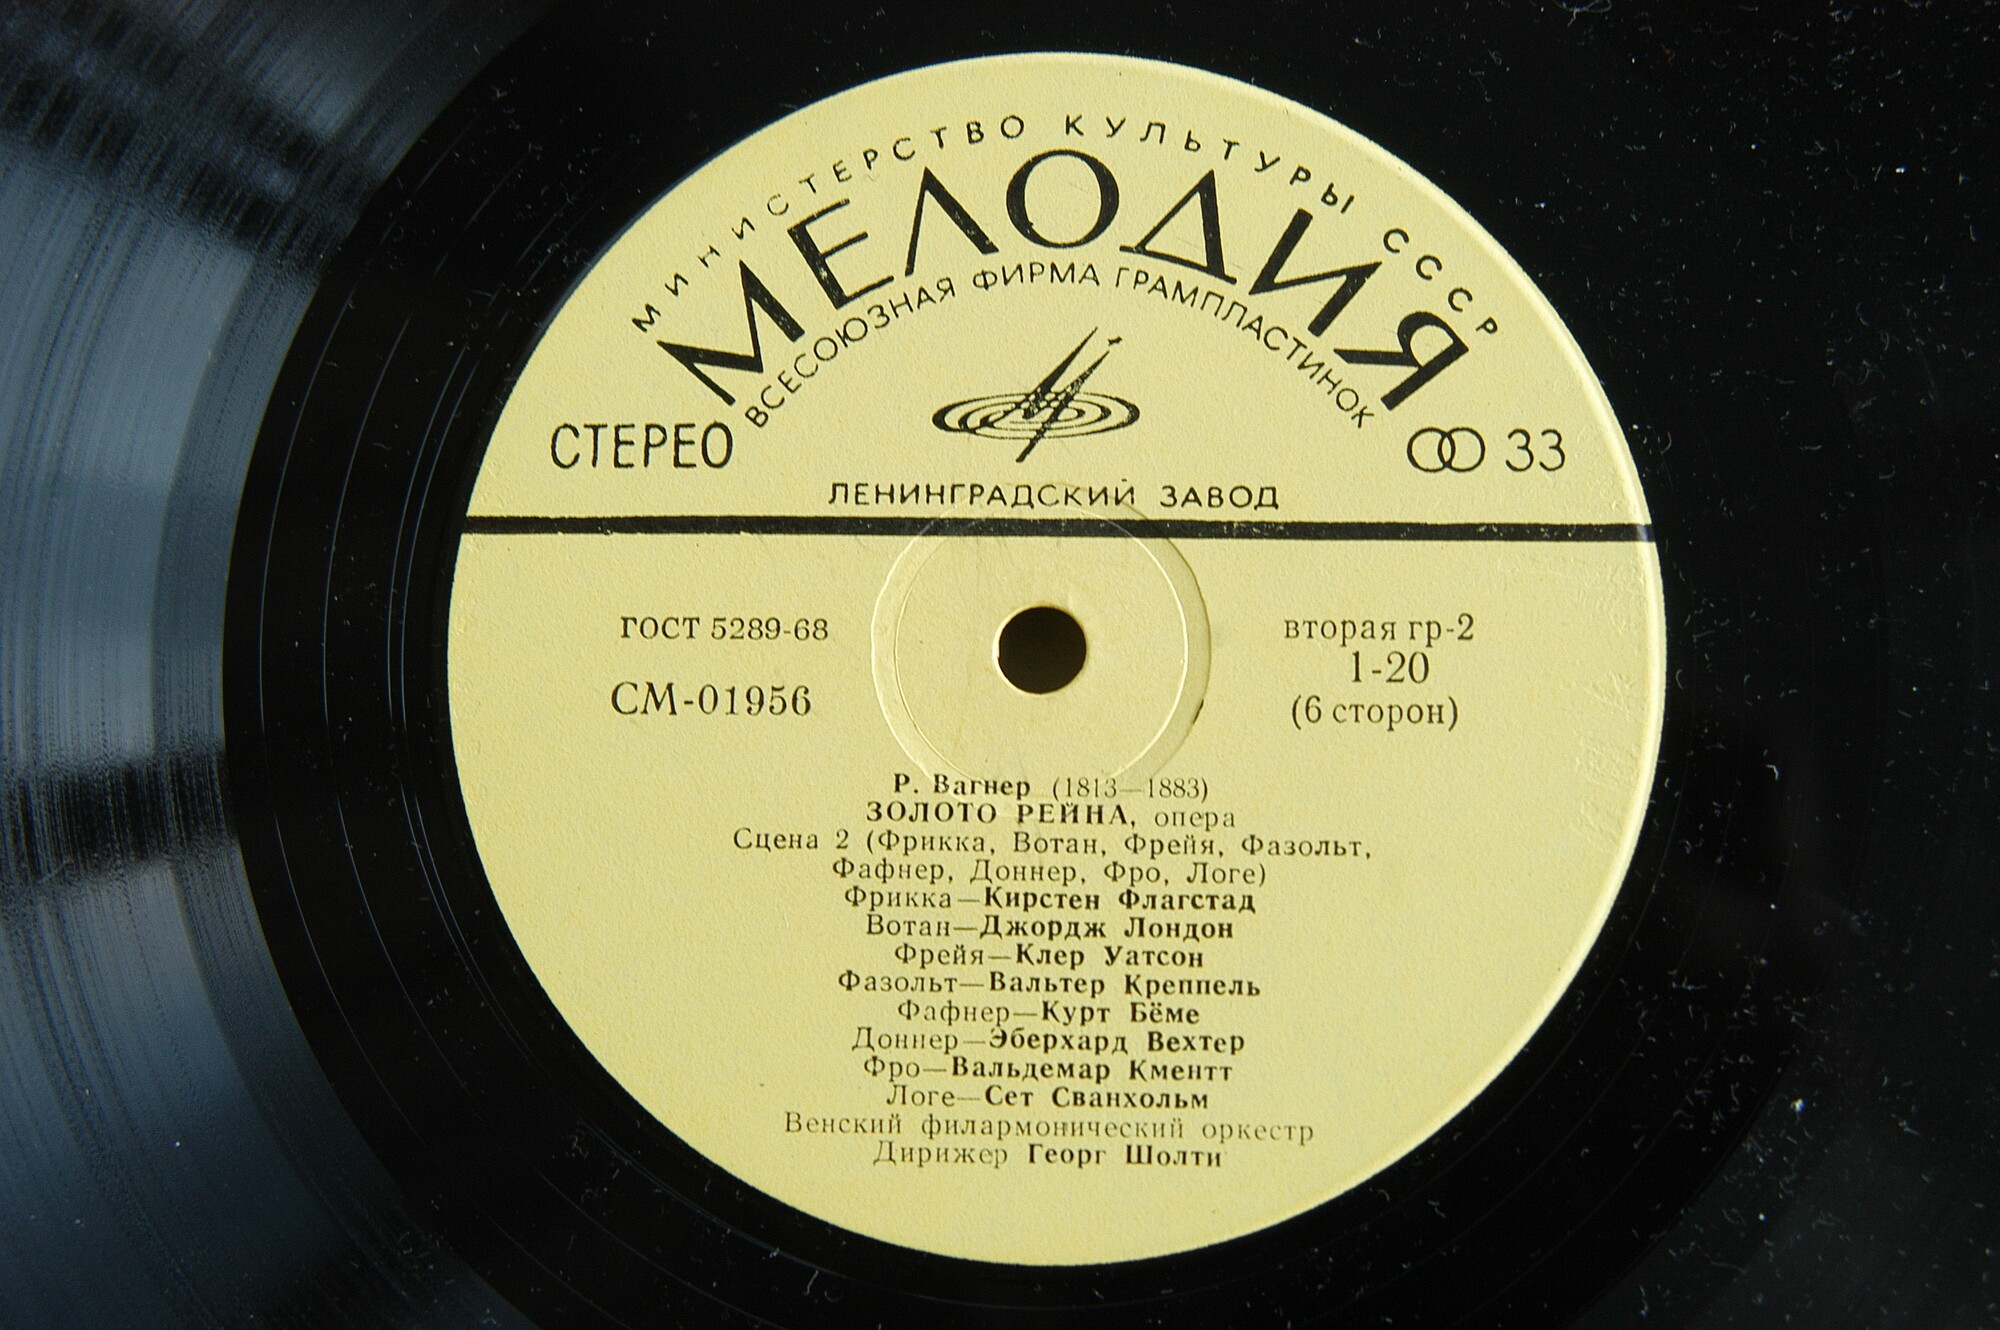 МИНИСТЕРСТВО КУЛЬТУРЫ СССР
МЕЛОДИЯ
ВСЕСОЮЗНАЯ ФИРМА ГРАМПЛАСТИНОК
СТЕРЕО
33
ЛЕНИНГРАДСКИЙ ЗАВОД
ГОСТ 5289-68
СМ-01956
вторая гр-2
1-20
(6 сторон)
Р. Вагнер (1813—1883)
ЗОЛОТО РЕЙНА, опера
Сцена 2 (Фрикка, Вотан, Фрейя, Фазольт,
Фафнер, Доннер, Фро, Логе)
Фрикка—Кирстен Флагстад
Вотан—Джордж Лондон
Фрейя—Клер Уатсон
Фазольт—Вальтер Креппель
Фафнер—Курт Бёме
Доннер—Эберхард Вехтер
Фро—Вальдемар Кментт
Логе—Сет Сванхольм
Венский филармонический оркестр
Дирижер Георг Шолти